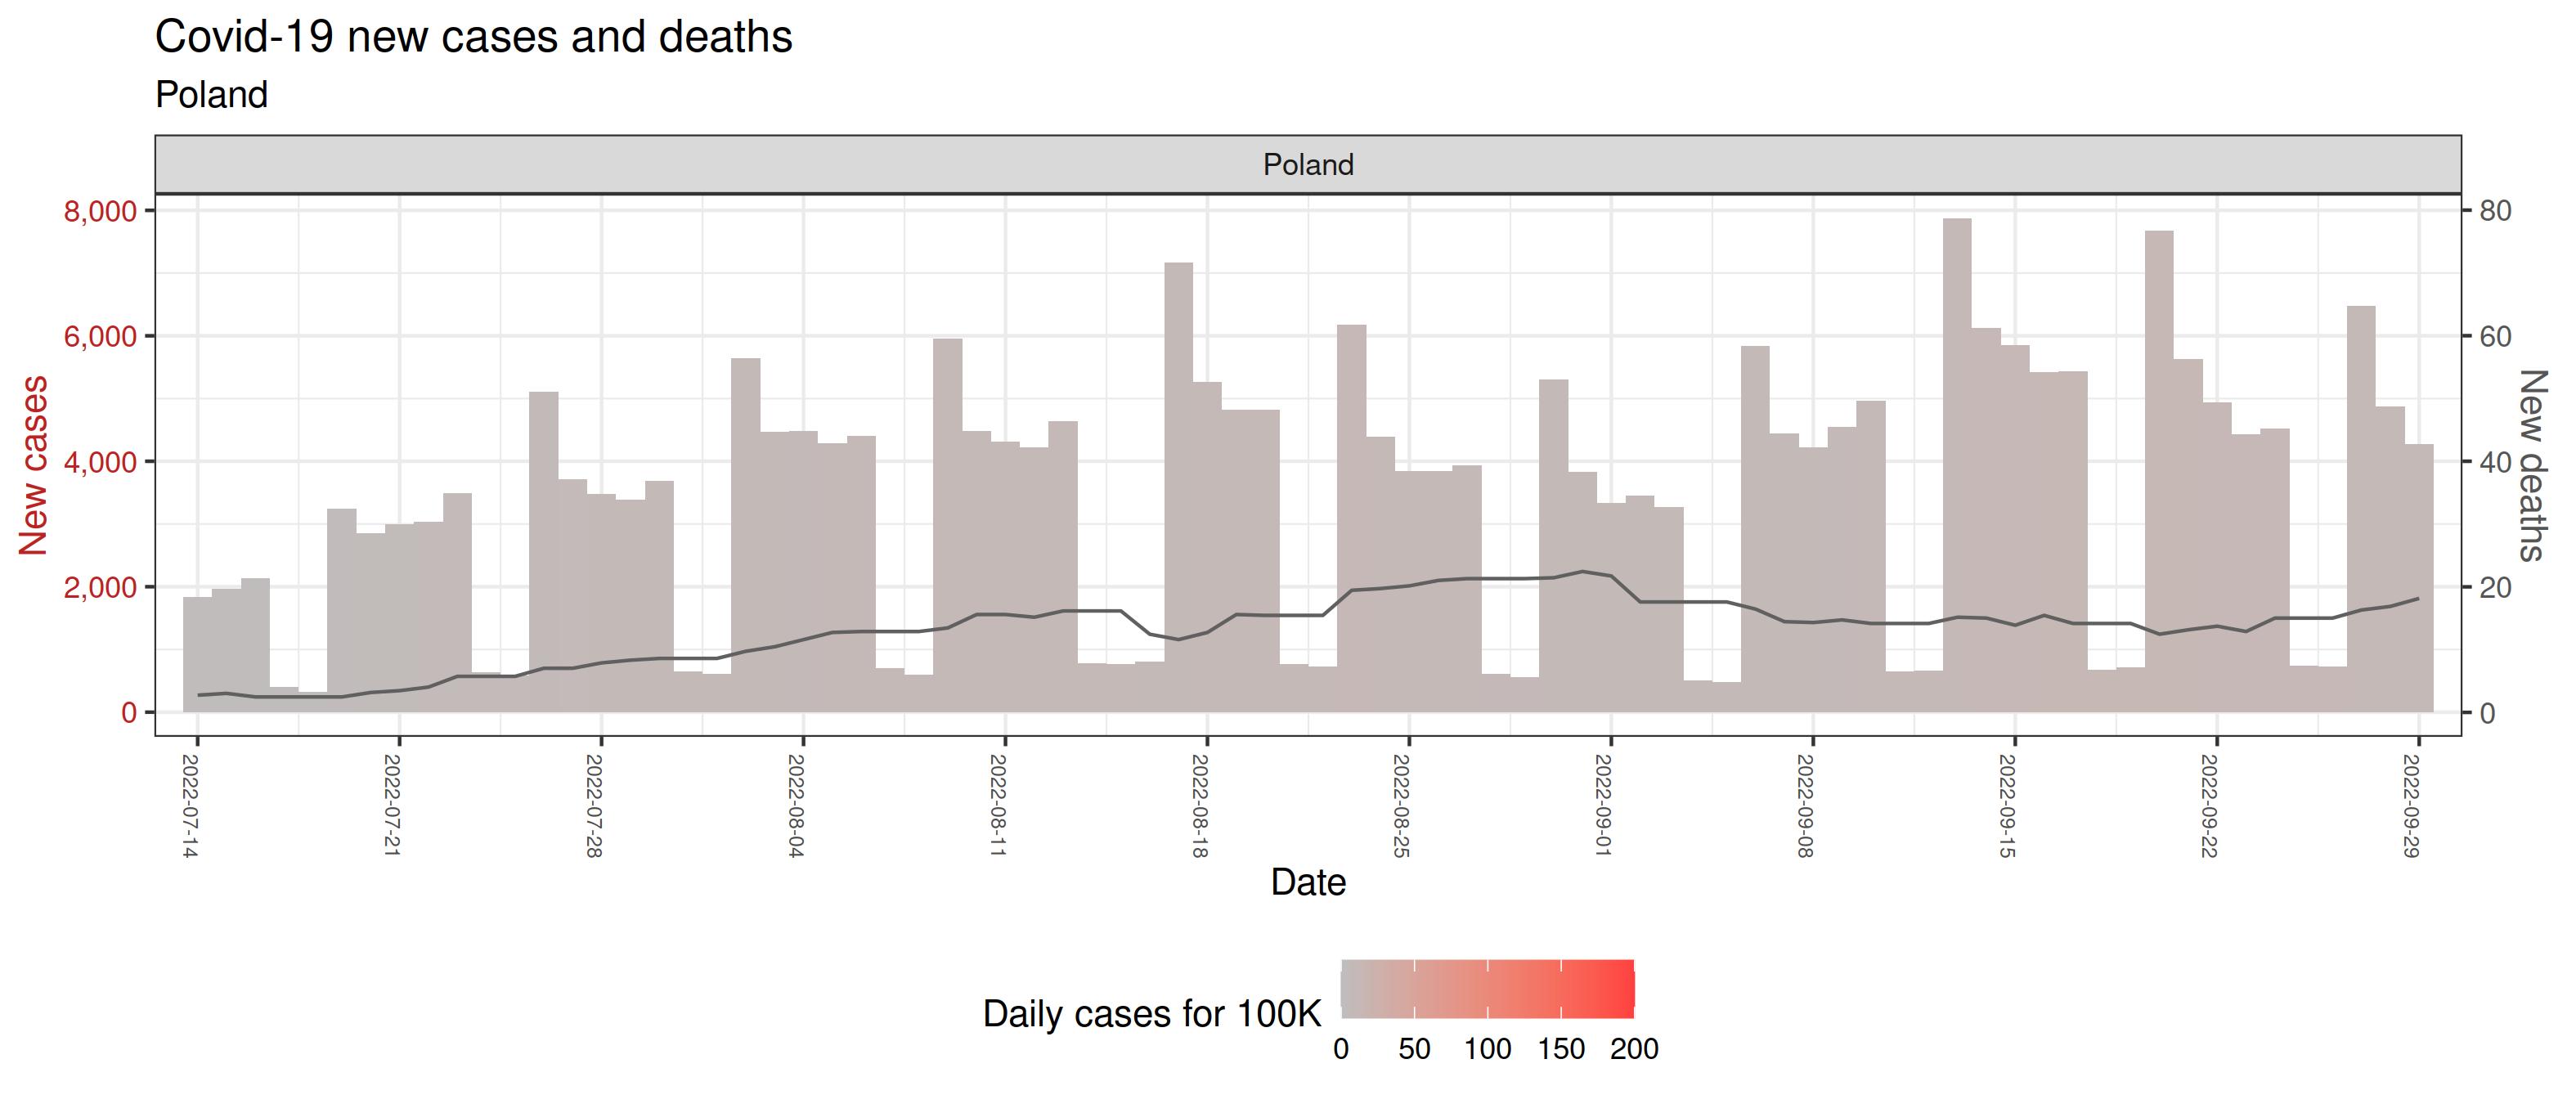 Covid-19 new cases and deaths
Poland
Poland
New cases
8,000
6,000
4,000
2,000
0
80
60
40
20
0
New deaths
2022-07-14
2022-07-21
2022-07-28
2022-08-04
2022-08-11
2022-08-18
2022-08-25
2022-09-01
2022-09-08
2022-09-15
2022-09-22
2022-09-29
Date
Daily cases for 100K
0 50 100 150 200